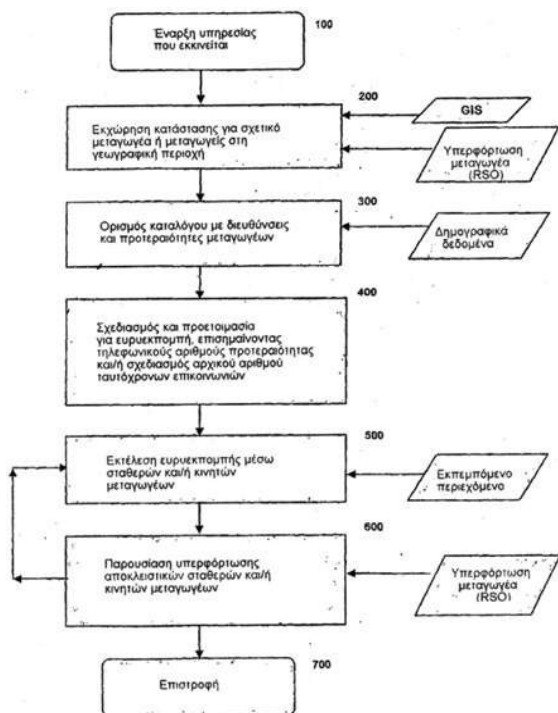 100
Έναρξη υπηρεσίας
που εκκινείται
200
GIS
Εκχώρηση κατάστασης για σχετικό
μεταγωγέα ή μεταγωγείς στη
γεωγραφική περιοχή
Υπερφόρτωση
μεταγωγέα
(RSO)
300
Ορισμός καταλόγου με διευθύνσεις
και προτεραιότητες μεταγωγέων
Δημογραφικά
δεδομένα
400
Σχεδιασμός και προετοιμασία
για ευρυεκπομπή, επισημαίνοντας
τηλεφωνικούς αριθμούς προτεραιότητας
και/ή σχεδιασμός αρχικού αριθμού
ταυτόχρονων επικοινωνιών
500
Εκτέλεση ευρυεκπομπής μέσω
σταθερών και/ή κινητών
μεταγωγέων
Εκπεμπόμενο
περιεχόμενο
600
Παρουσίαση υπερφόρτωσης
αποκλειστικών σταθερών και/ή
κινητών μεταγωγέων
Υπερφόρτωση
μεταγωγέα
(RSO)
700
Επιστροφή